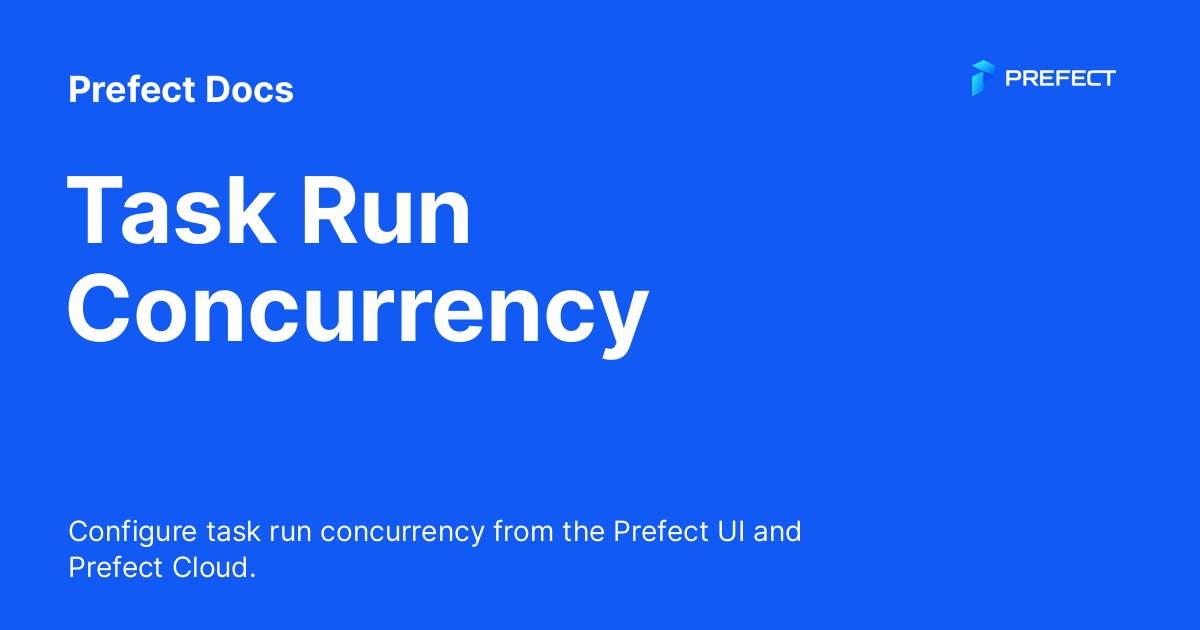 Prefect Docs
PREFECT
Task Run
Concurrency
Configure task run concurrency from the Prefect UI and
Prefect Cloud.